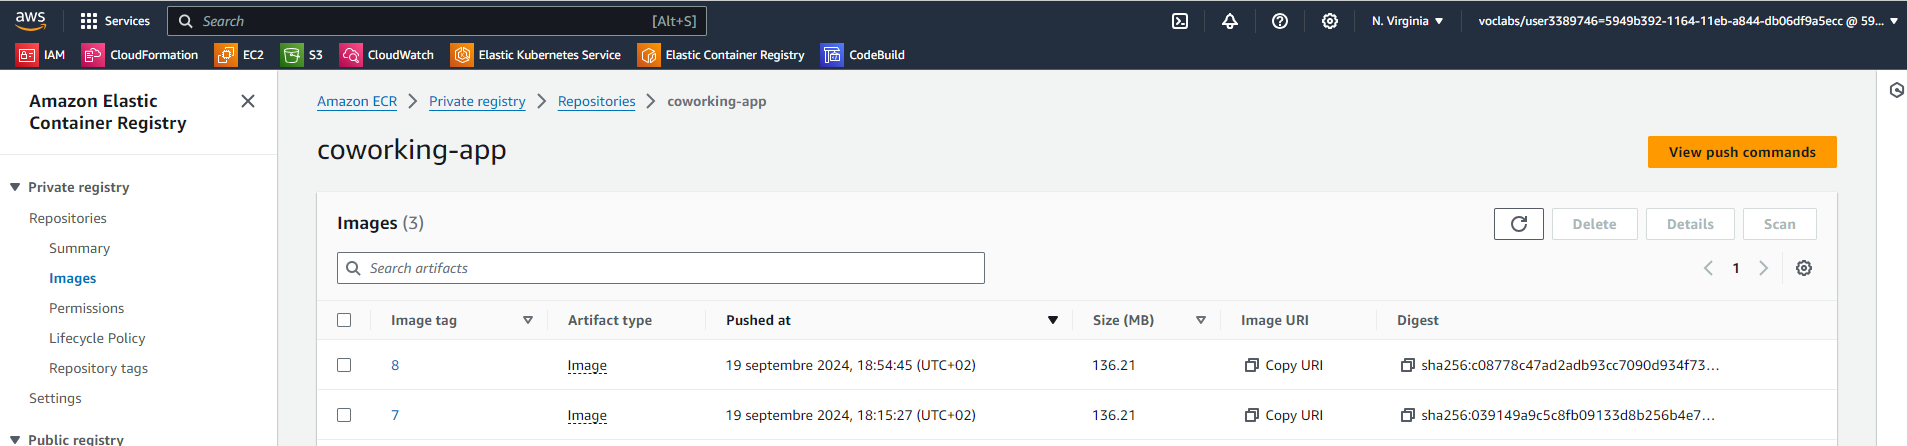 aws Services Search [Alt+S] N. Virginia voclabs/user3389746=5949b392-1164-11eb-a844-db06df9a5ecc @ 59...
IAM CloudFormation EC2 S3 CloudWatch Elastic Kubernetes Service Elastic Container Registry CodeBuild
Amazon Elastic
Container Registry
Private registry
Repositories
Summary
Images
Permissions
Lifecycle Policy
Repository tags
Settings
Public registry
Amazon ECR > Private registry > Repositories > coworking-app
coworking-app
View push commands
Images (3)
Delete Details Scan
Search artifacts
1
Image tag Artifact type Pushed at Size (MB) Image URI Digest
8 Image 19 septembre 2024, 18:54:45 (UTC+02) 136.21 Copy URI sha256:c08778c47ad2adb93cc7090d934f73...
7 Image 19 septembre 2024, 18:15:27 (UTC+02) 136.21 Copy URI sha256:039149a9c5c8fb09133d8b256b4e7...